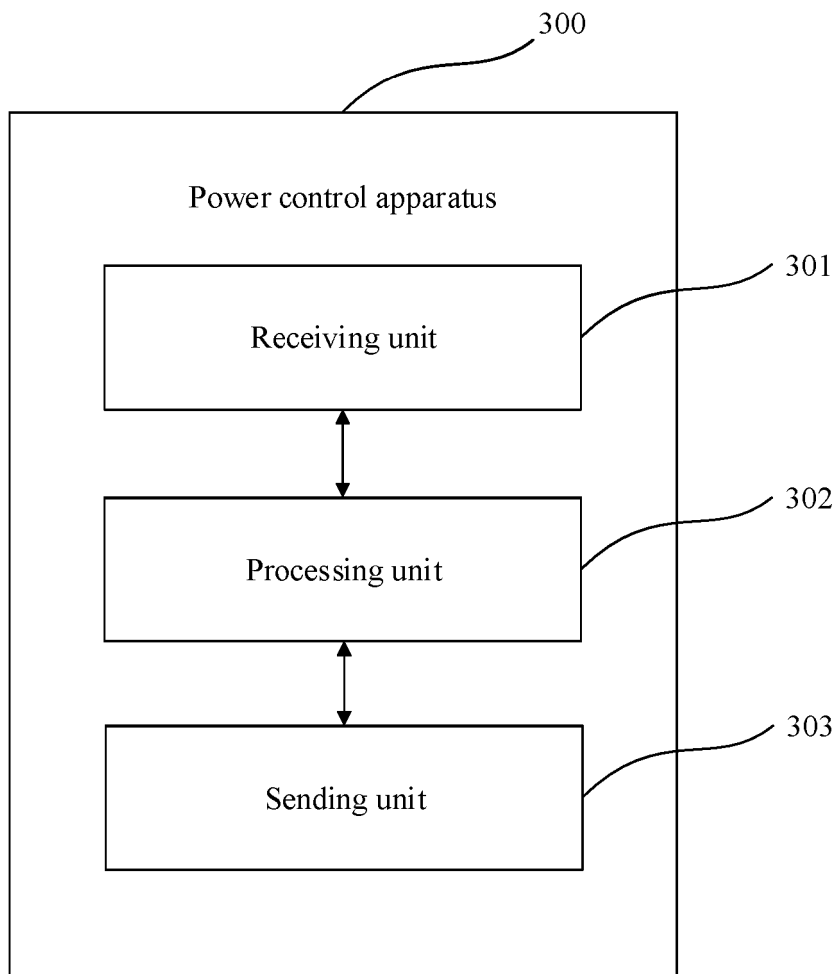 300
Power control apparatus
301
Receiving unit
302
Processing unit
303
Sending unit